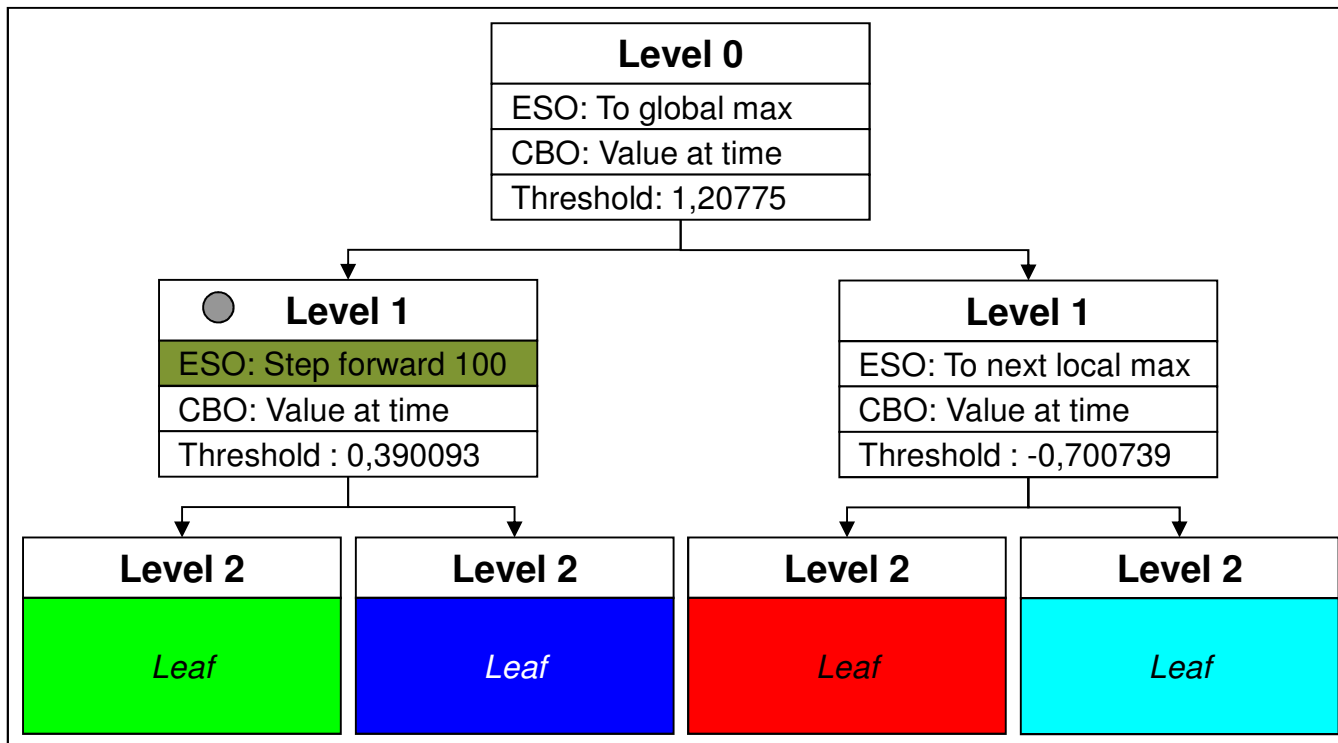 Level 0
ESO: To global max
CBO: Value at time
Threshold: 1,20775
Level 1
ESO: Step forward 100
CBO: Value at time
Threshold : 0,390093
Level 1
ESO: To next local max
CBO: Value at time
Threshold : -0,700739
Level 2
Leaf
Level 2
Leaf
Level 2
Leaf
Level 2
Leaf